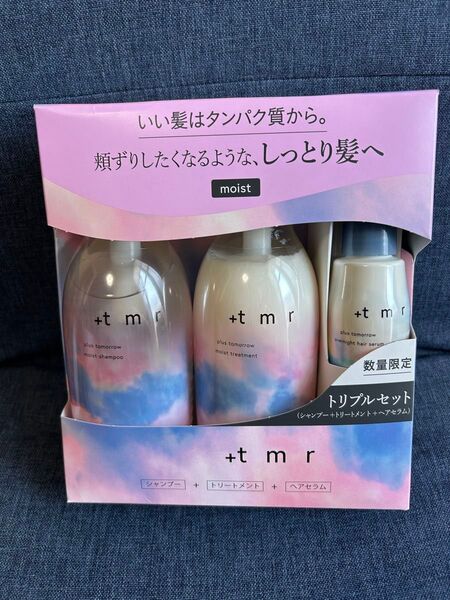 いい髪はタンパク質から。
頬ずりしたくなるような、しっとり髪へ
moist
+t m r
plus tomorrow
moist shampoo
+t m r
plus tomorrow
moist treatment
+t m r
plus tomorrow
overnight hair serum
数量限定
トリプルセット
(シャンプー+トリートメント+ヘアセラム)
+t m r
シャンプー + トリートメント + ヘアセラム